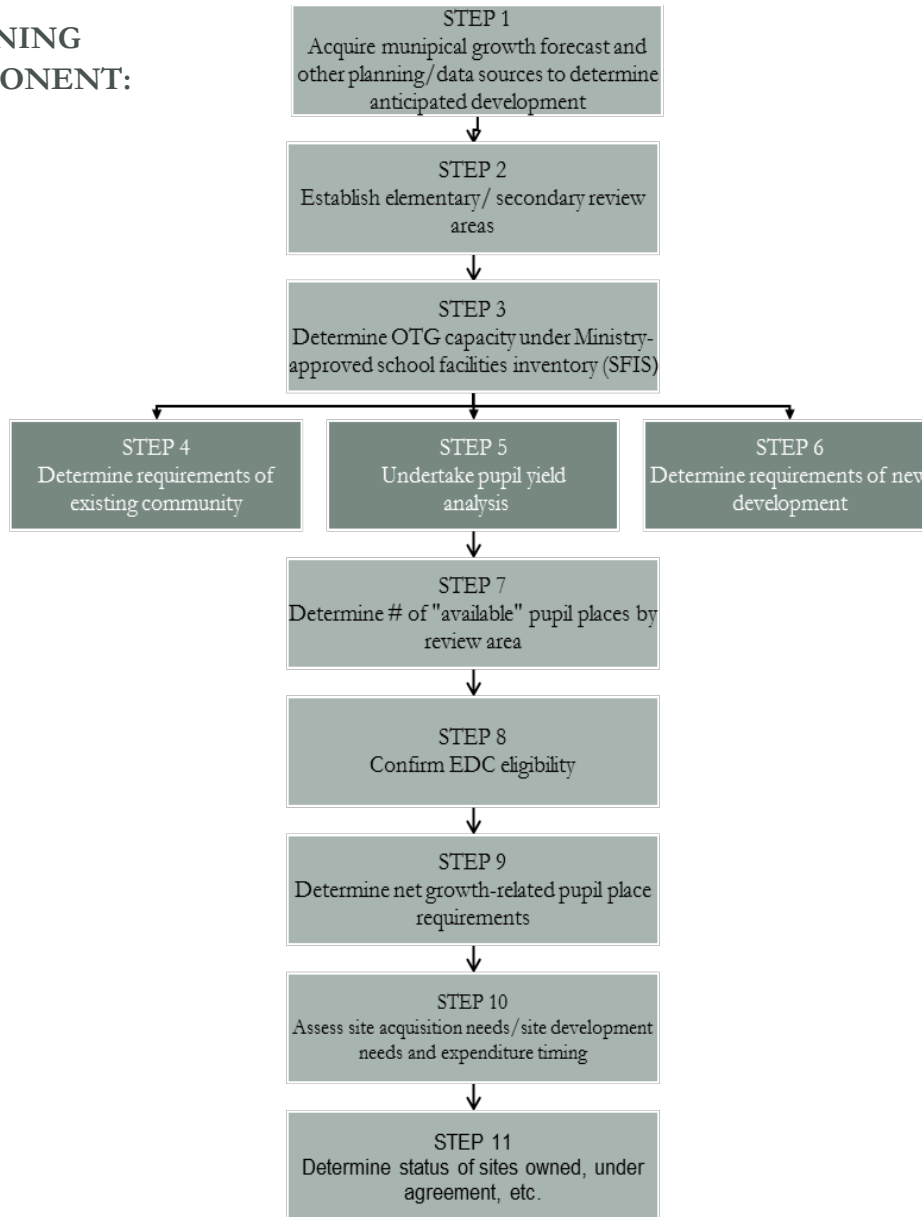 NING
PONENT:
STEP 1
Acquire munipical growth forecast and
other planning/data sources to determine
anticipated development
STEP 2
Establish elementary/ secondary review
areas
STEP 3
Determine OTG capacity under Ministry-
approved school facilities inventory (SFIS)
STEP 4
Determine requirements of
existing community
STEP 5
Undertake pupil yield
analysis
STEP 6
Determine requirements of new
development
STEP 7
Determine # of "available" pupil places by
review area
STEP 8
Confirm EDC eligibility
STEP 9
Determine net growth-related pupil place
requirements
STEP 10
Assess site acquisition needs/site development
needs and expenditure timing
STEP 11
Determine status of sites owned, under
agreement, etc.